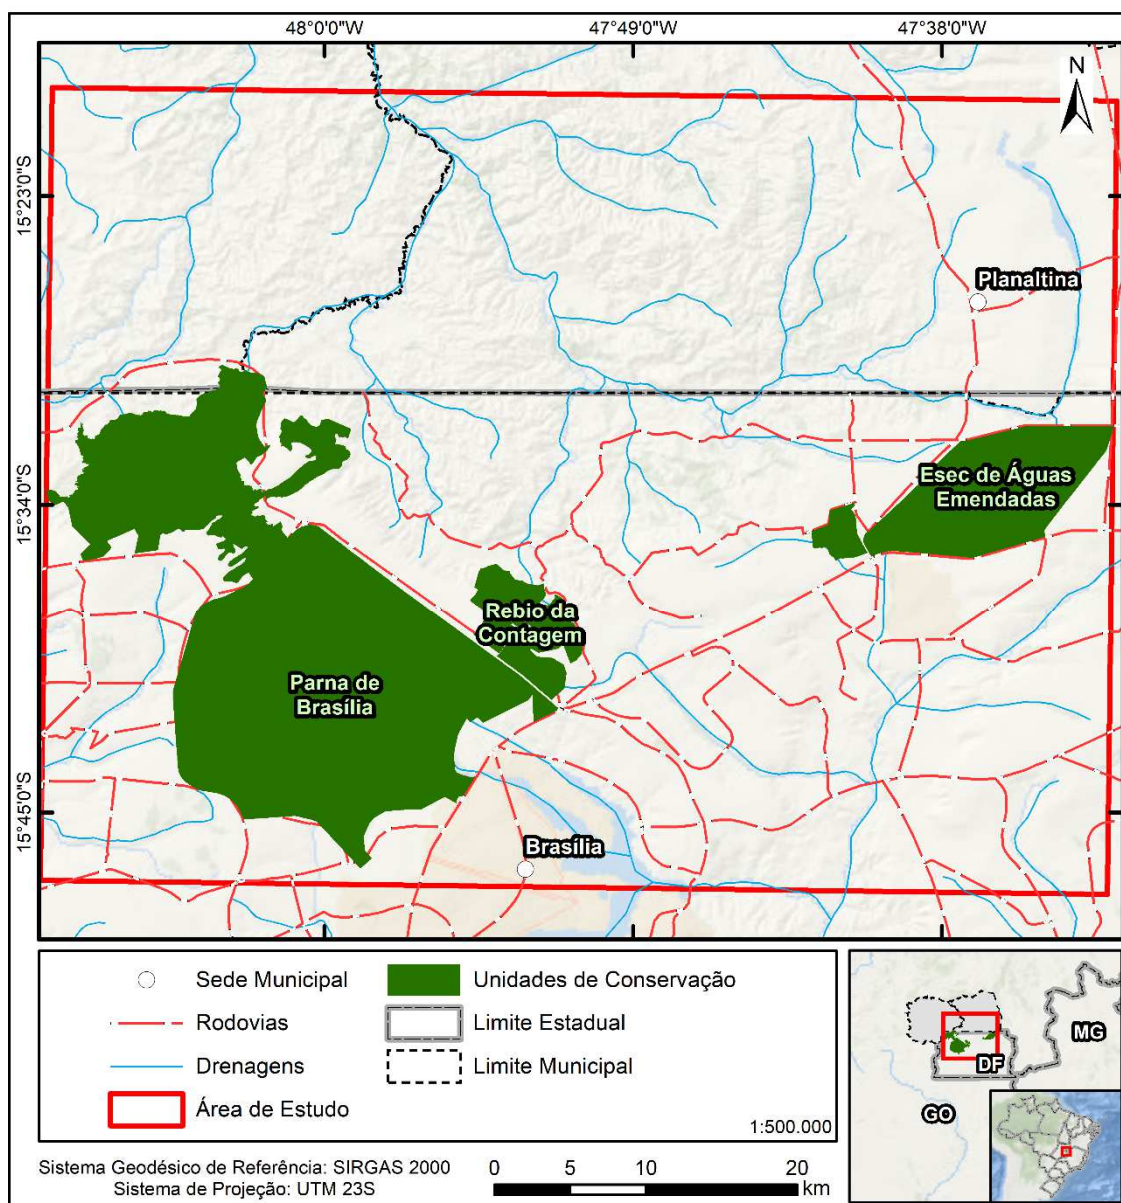 48°0'0"W 47°49'0"W 47°38'0"W
N
15°23'0"S
Planaltina
15°34'0"S
Esec de Águas
Emendadas
Rebio da
Contagem
Parna de
Brasília
15°45'0"S
Brasília
Sede Municipal
Unidades de Conservação
Rodovias
Limite Estadual
Drenagens
Limite Municipal
Área de Estudo
1:500.000
MG
DF
GO
Sistema Geodésico de Referência: SIRGAS 2000
Sistema de Projeção: UTM 23S
0 5 10 20
km